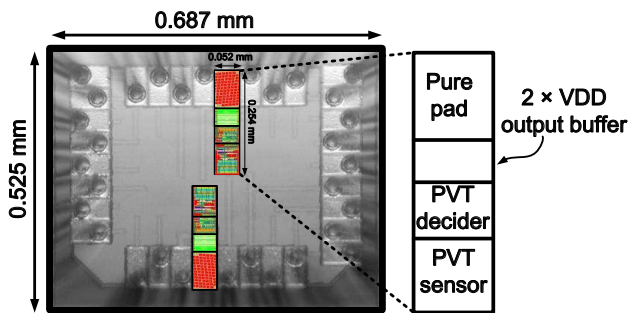 0.687 mm
0.052 mm
0.254 mm
0.525 mm
Pure
pad
2 × VDD
output buffer
PVT
decider
PVT
sensor